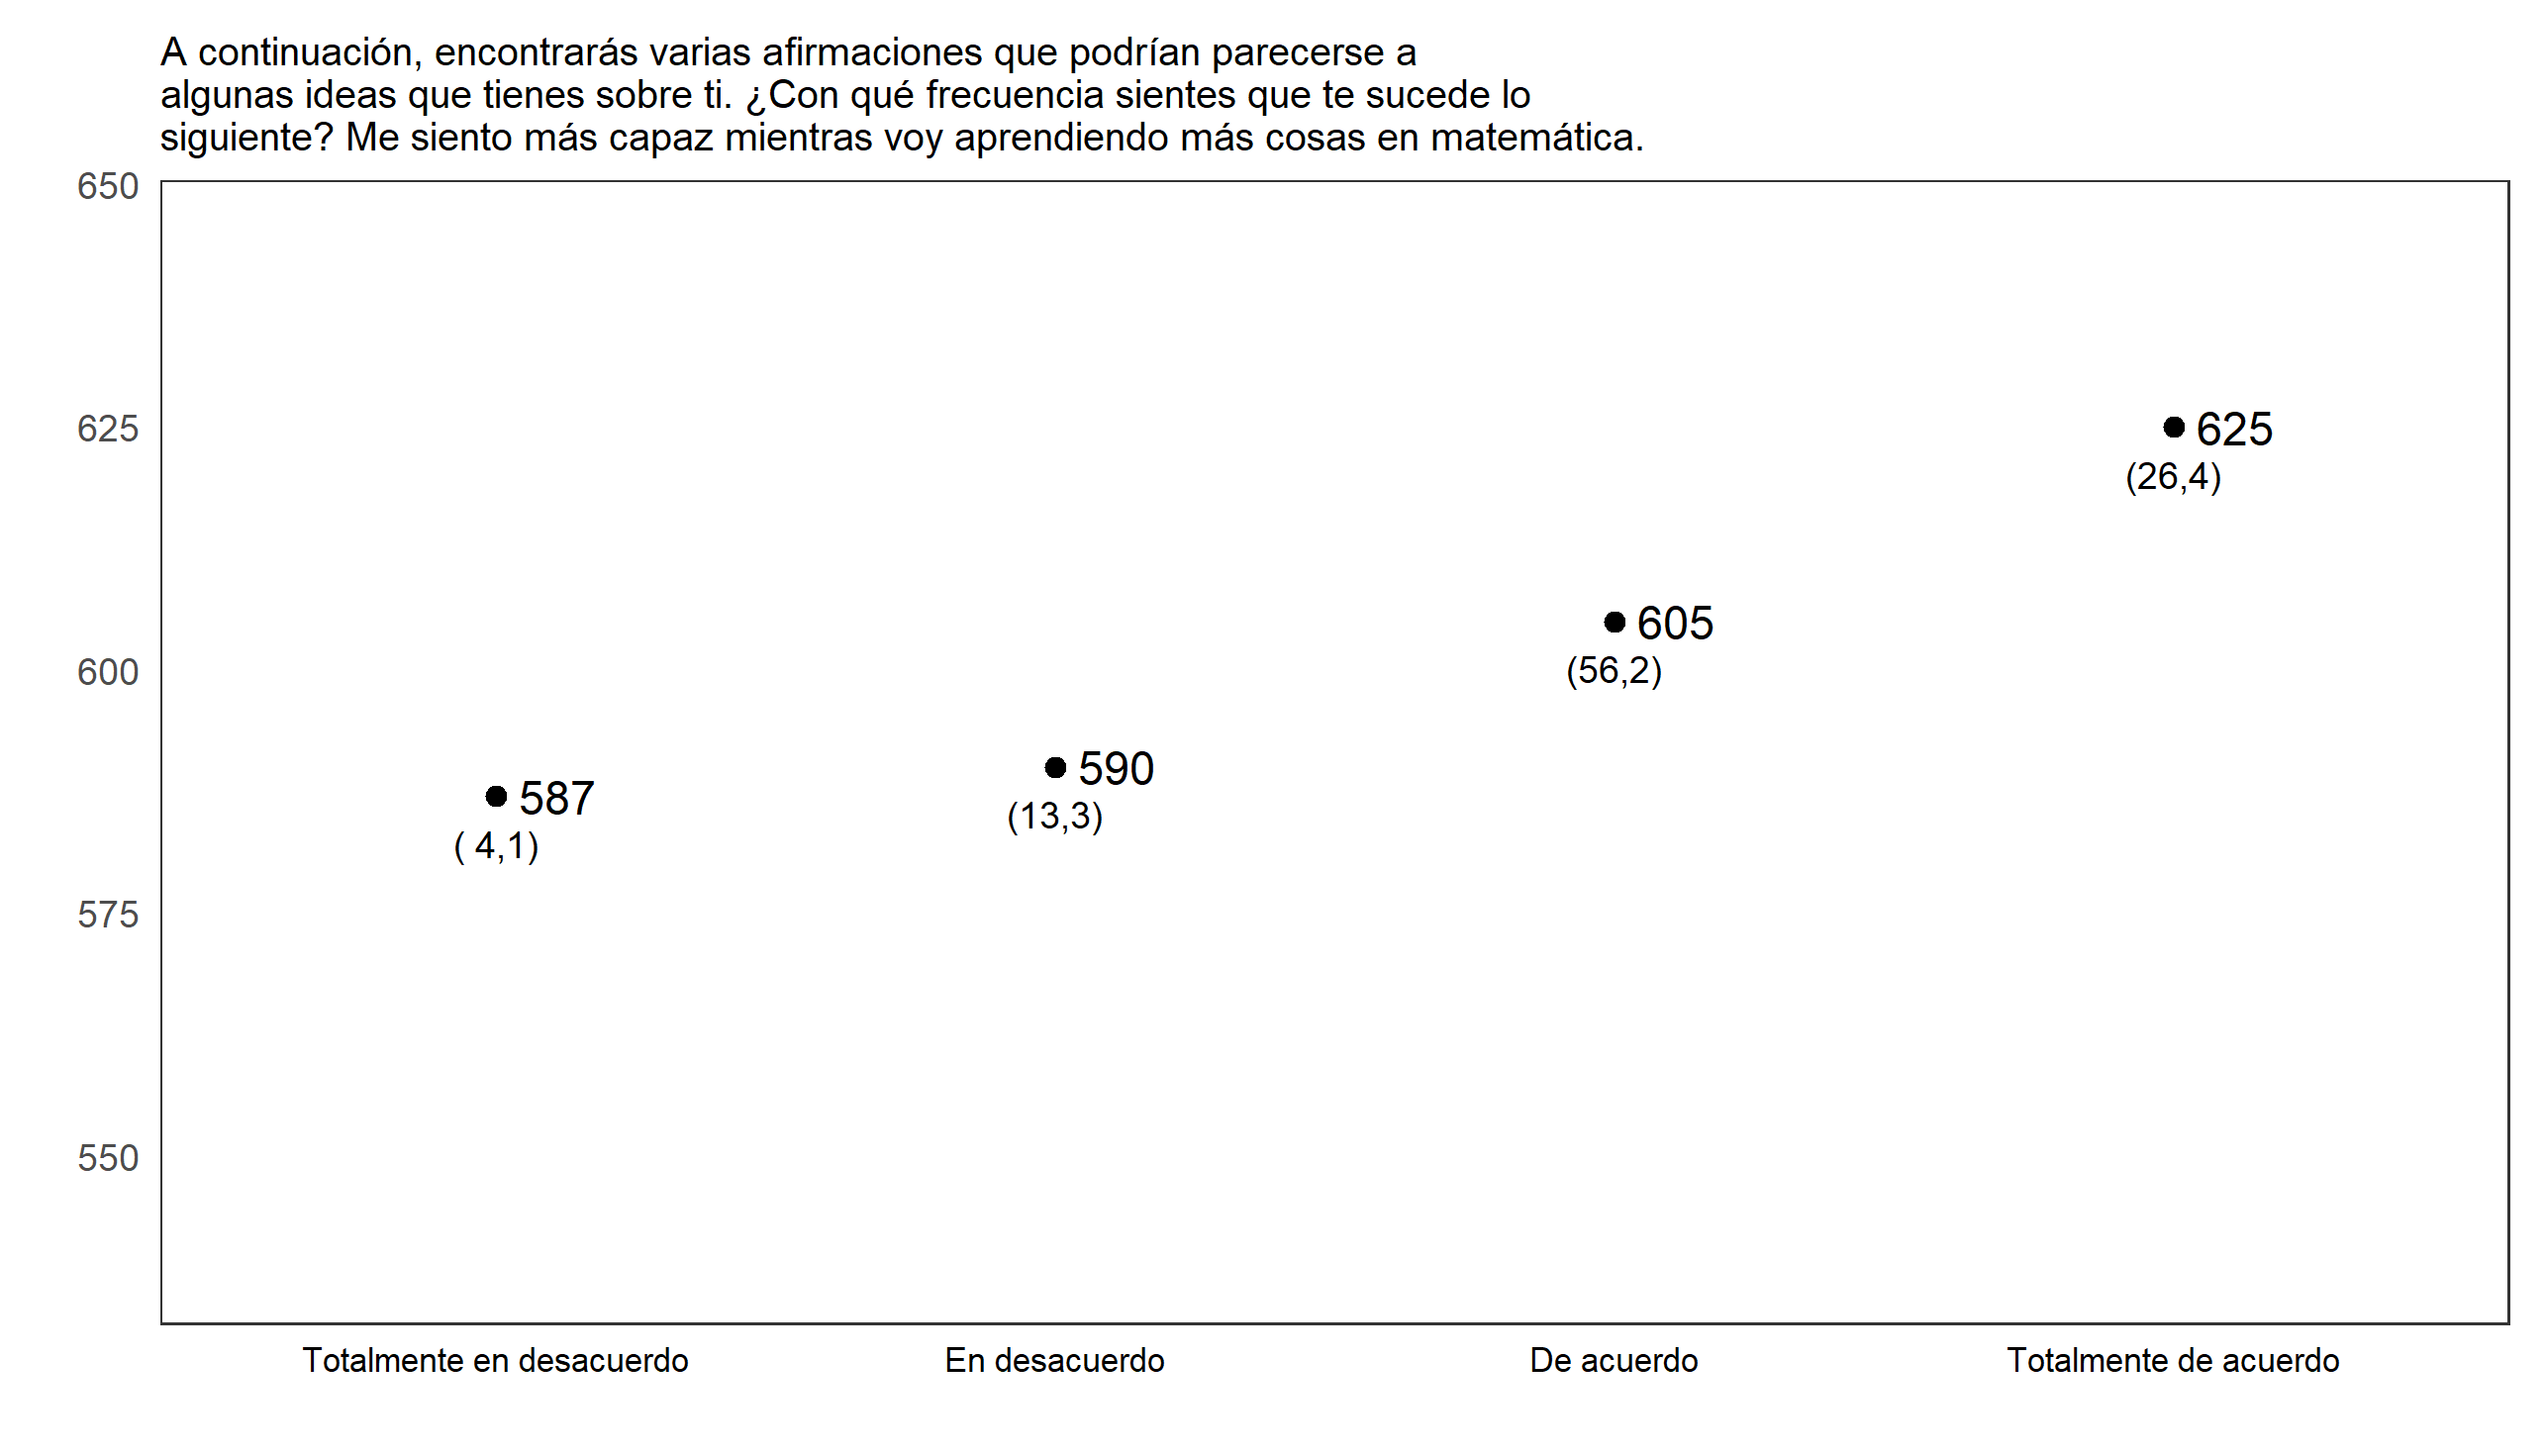 A continuación, encontrarás varias afirmaciones que podrían parecerse a
algunas ideas que tienes sobre ti. ¿Con qué frecuencia sientes que te sucede lo
siguiente? Me siento más capaz mientras voy aprendiendo más cosas en matemática.
650
625
600
575
550
587
( 4,1)
590
(13,3)
605
(56,2)
625
(26,4)
Totalmente en desacuerdo
En desacuerdo
De acuerdo
Totalmente de acuerdo